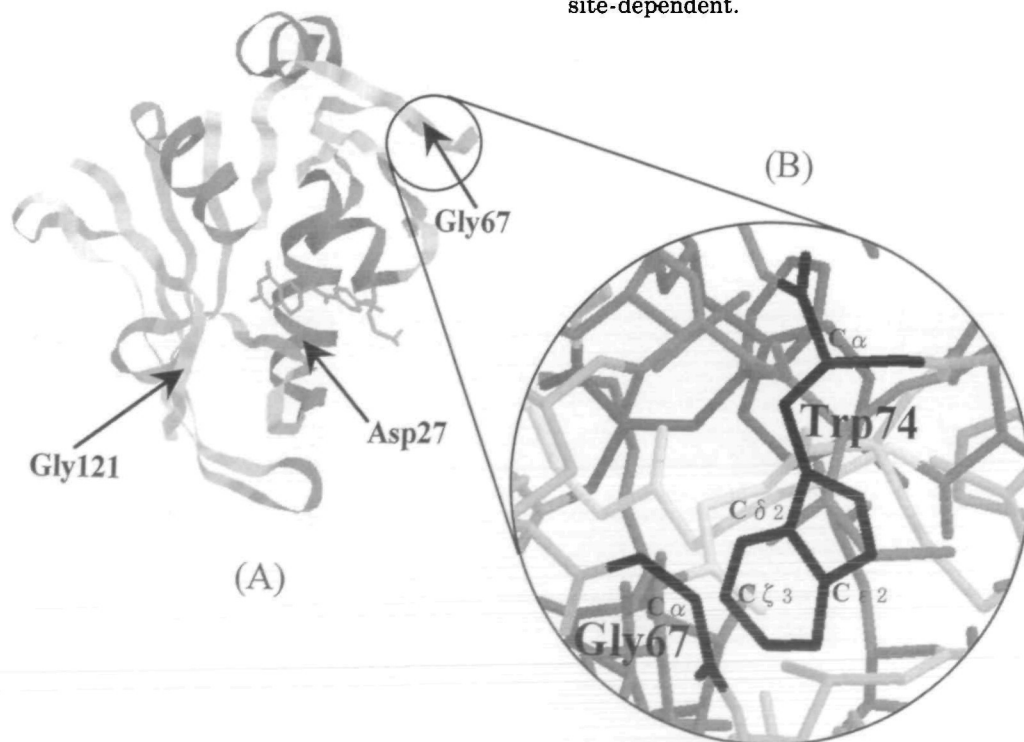 site-dependent.
(B)
Gly67
Cα
Trp74
Asp27
Gly121
Cδ2
(A)
Cζ3
Cε2
Cα
Gly67